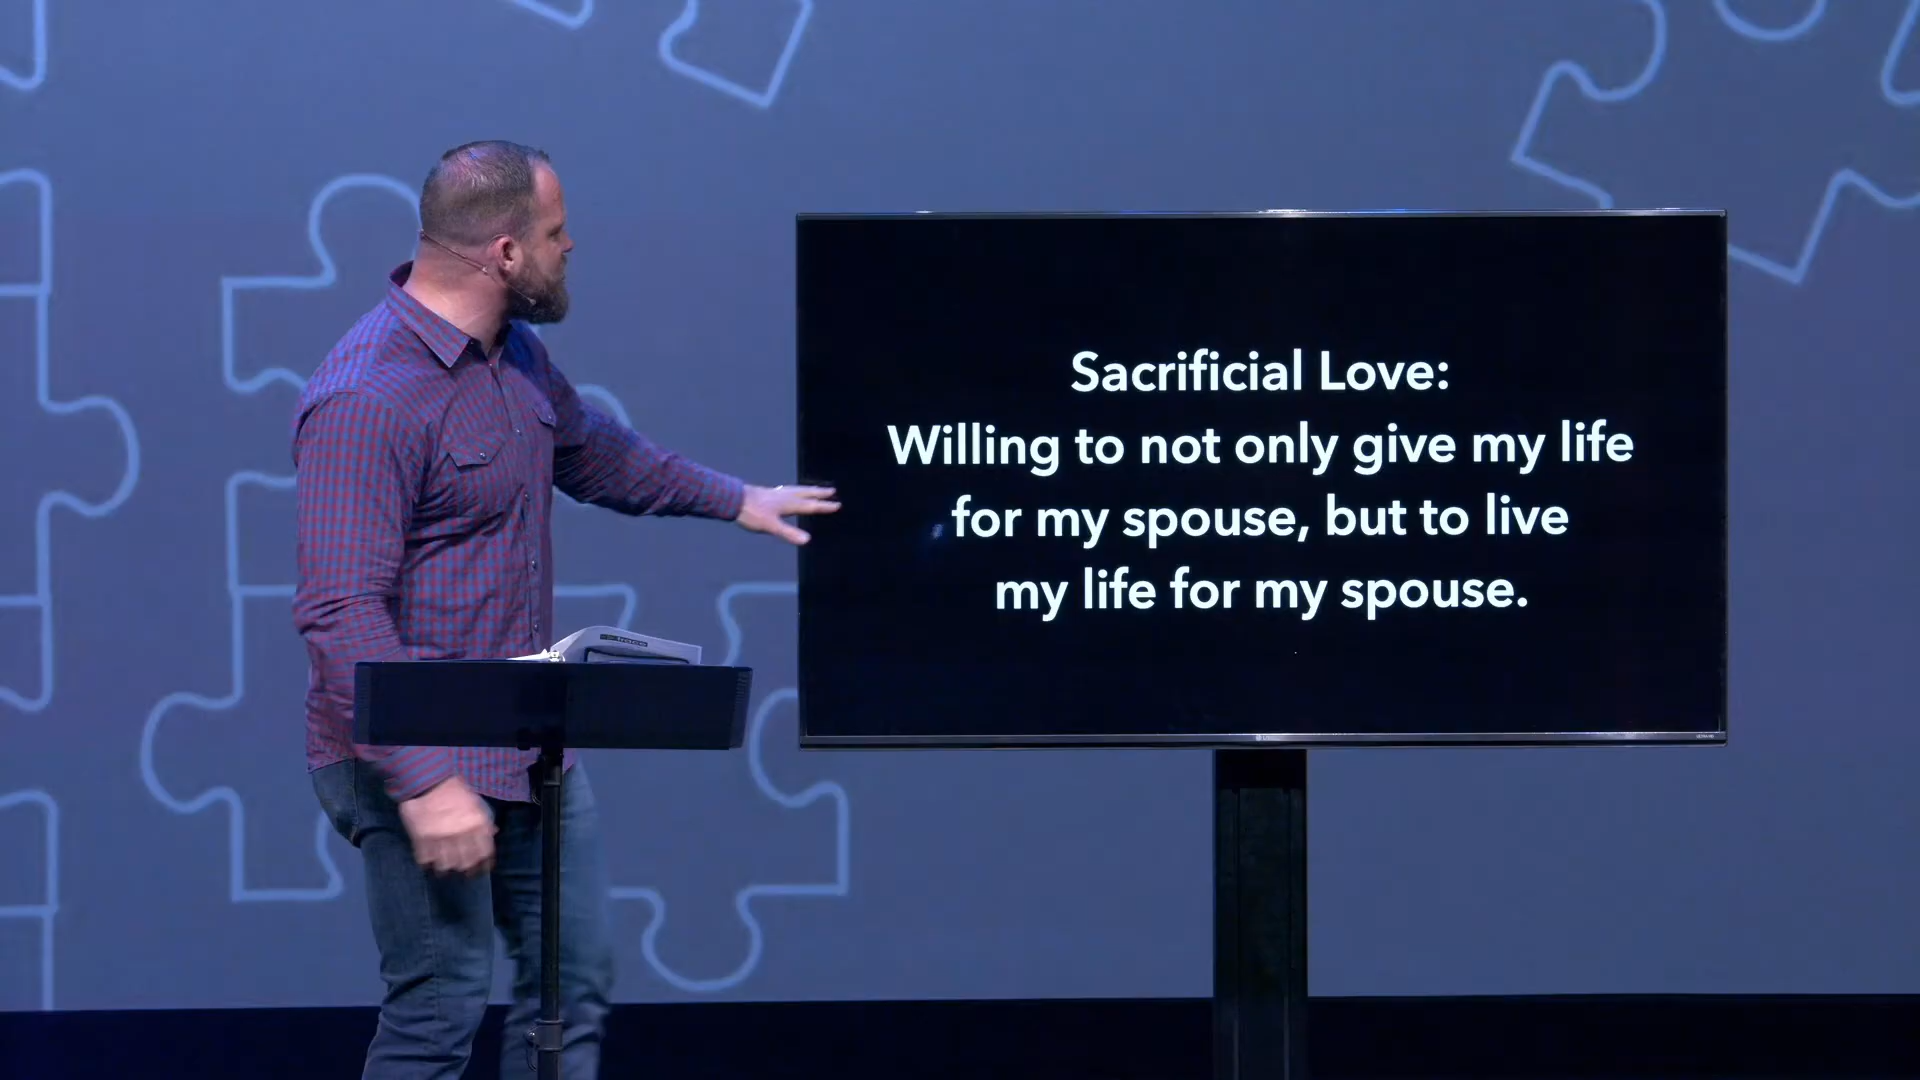 Sacrificial Love:
Willing to not only give my life
for my spouse, but to live
my life for my spouse.